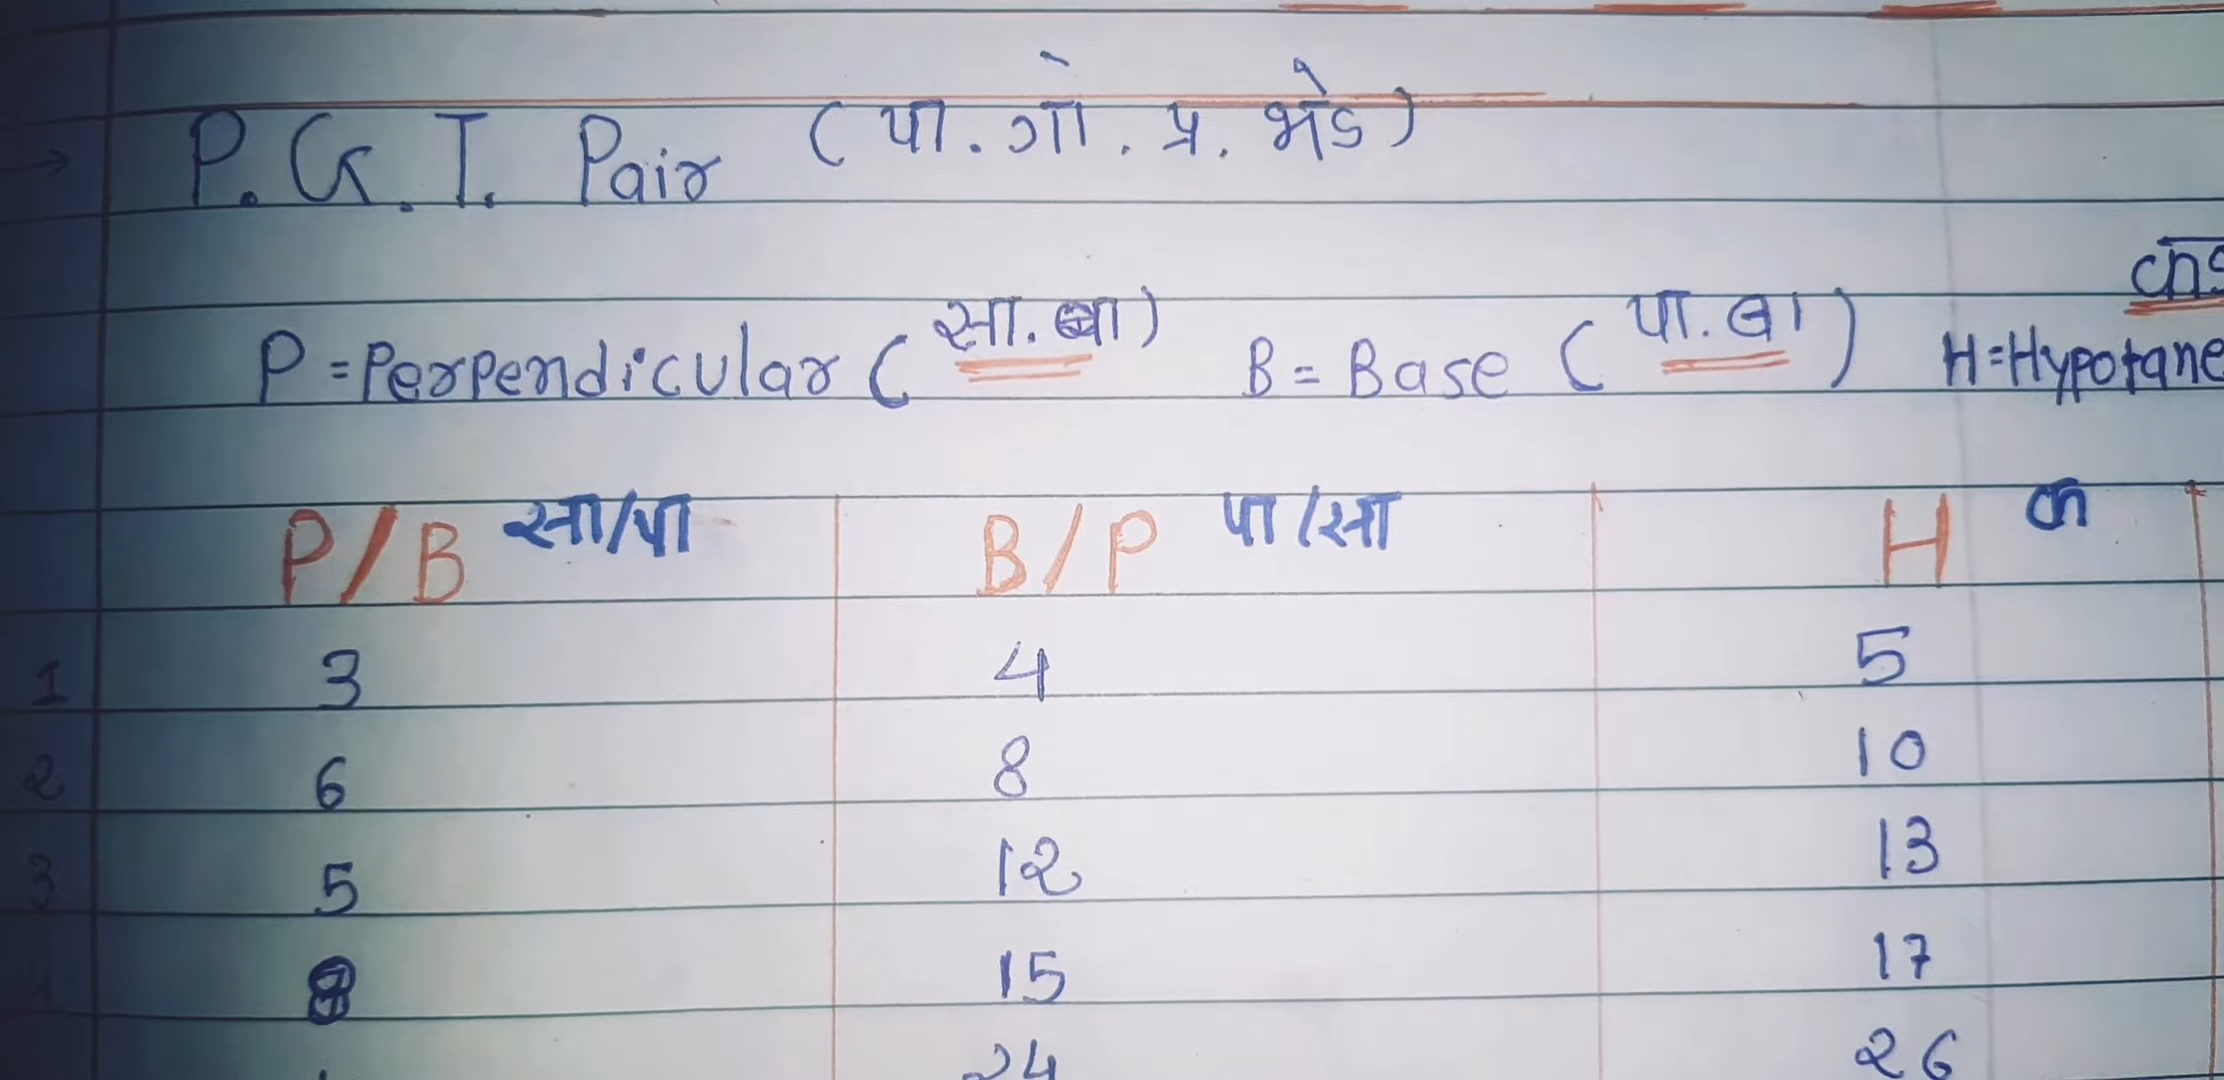 → P.G.T. Pair (पा.गो.प्र.भेड)
P=Perpendicular (सा.बा) B=Base (पा.बा) H=Hypotane
P/B सा/पा B/P पा/सा H क
1 3 4 5
2 6 8 10
3 5 12 13
4 8 15 17
24 26